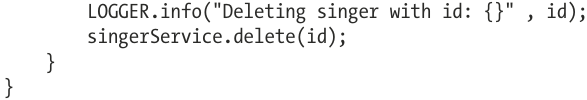 LOGGER.info("Deleting singer with id: {}" , id);
        singerService.delete(id);
    }
}